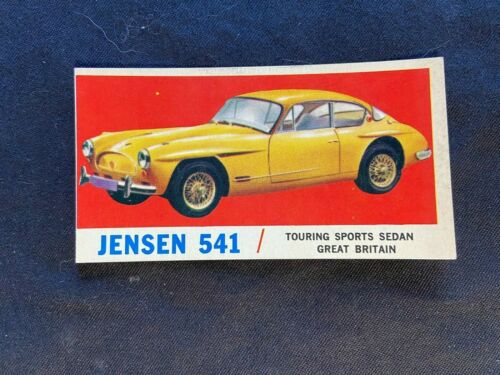 JENSEN 541 / TOURING SPORTS SEDAN
GREAT BRITAIN